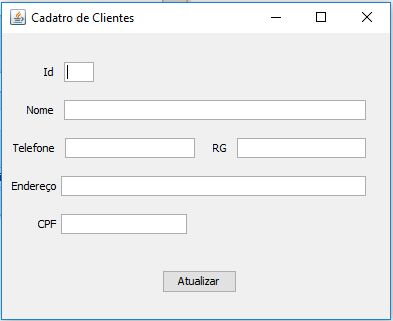 Cadatro de Clientes
Id
Nome
Telefone RG
Endereço
CPF
Atualizar